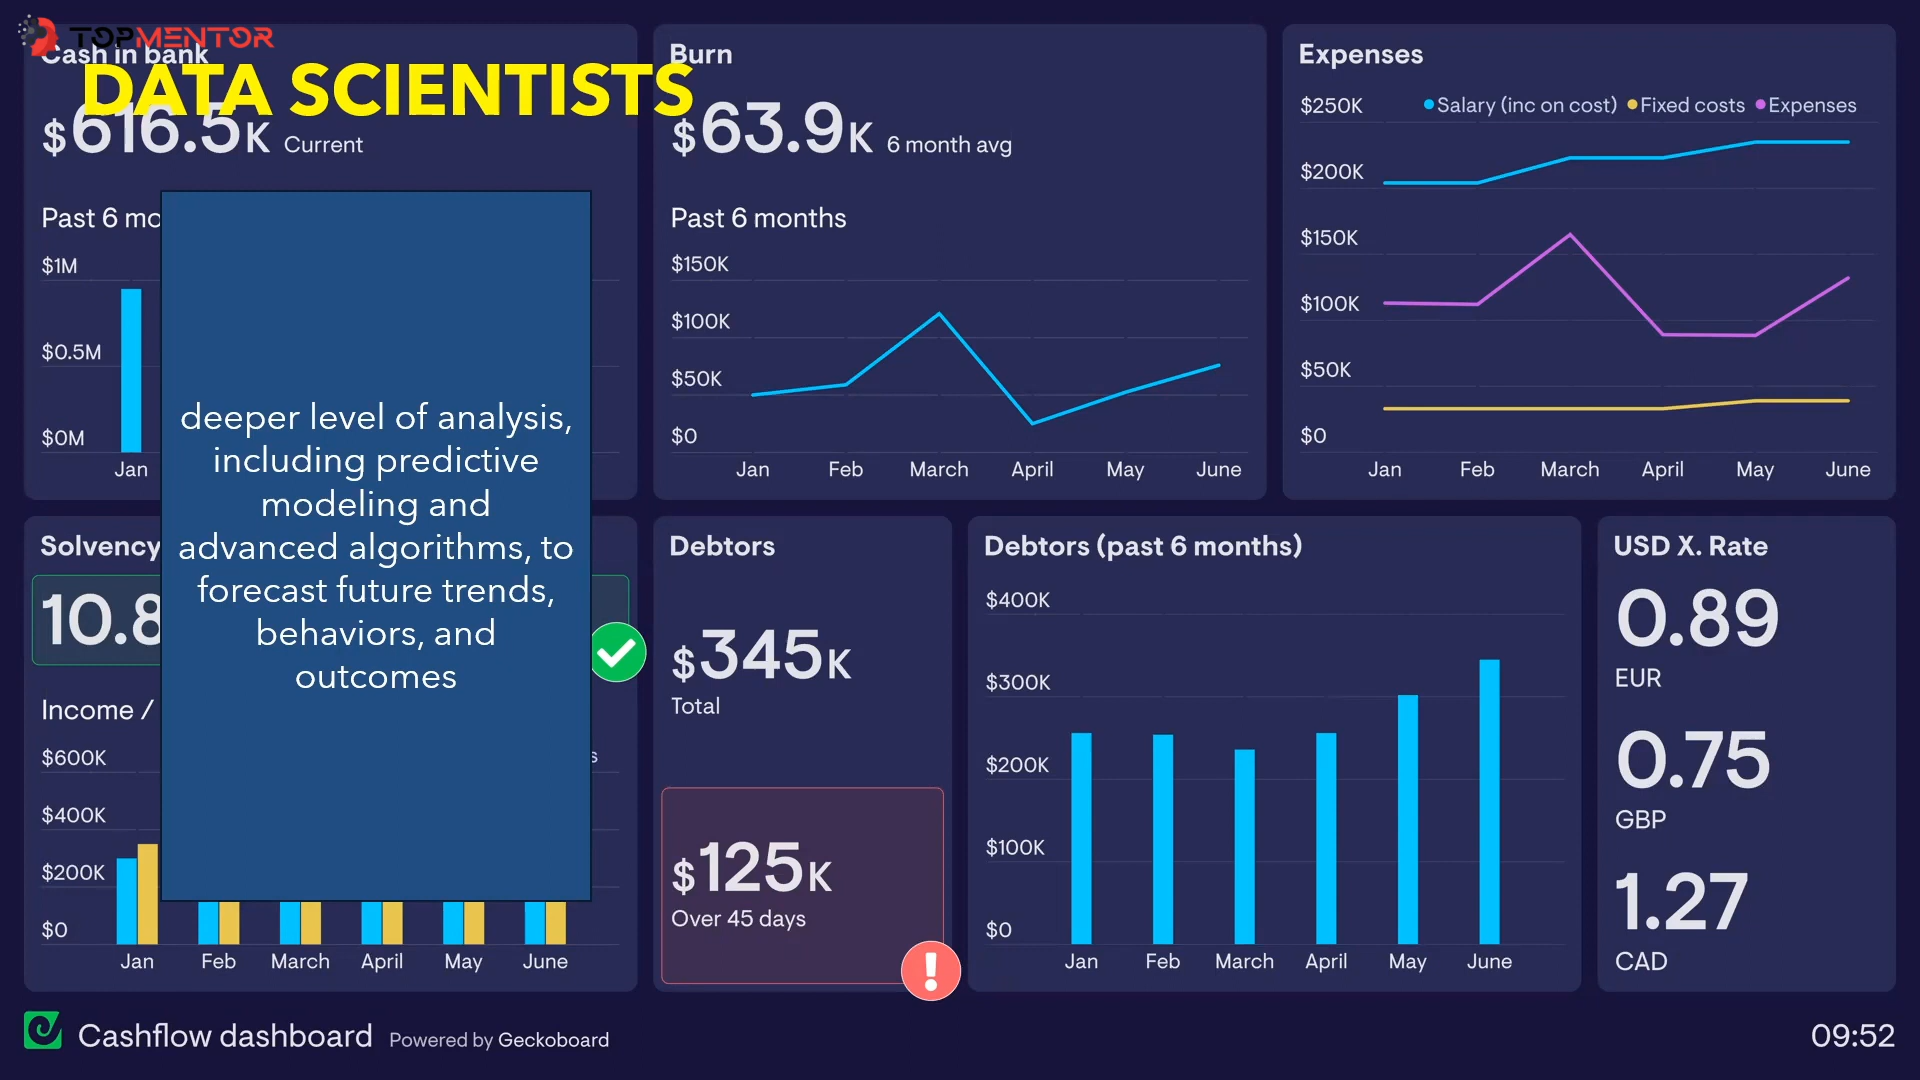 TOPMENTOR
DATA SCIENTISTS
Cash in bank
$616.5K Current
Past 6 mo
$1M
$0.5M
$0M
Jan
deeper level of analysis,
including predictive
modeling and
advanced algorithms, to
forecast future trends,
behaviors, and
outcomes
Burn
$63.9K 6 month avg
Past 6 months
$150K
$100K
$50K
$0
Jan Feb March April May June
Expenses
Salary (inc on cost) Fixed costs Expenses
$250K
$200K
$150K
$100K
$50K
$0
Jan Feb March April May June
Solvency
10.8
Income /
$600K
$400K
$200K
$0
Jan Feb March April May June
Debtors
$345K
Total
$125K
Over 45 days
Debtors (past 6 months)
$400K
$300K
$200K
$100K
$0
Jan Feb March April May June
USD X. Rate
0.89
EUR
0.75
GBP
1.27
CAD
Cashflow dashboard Powered by Geckoboard
09:52